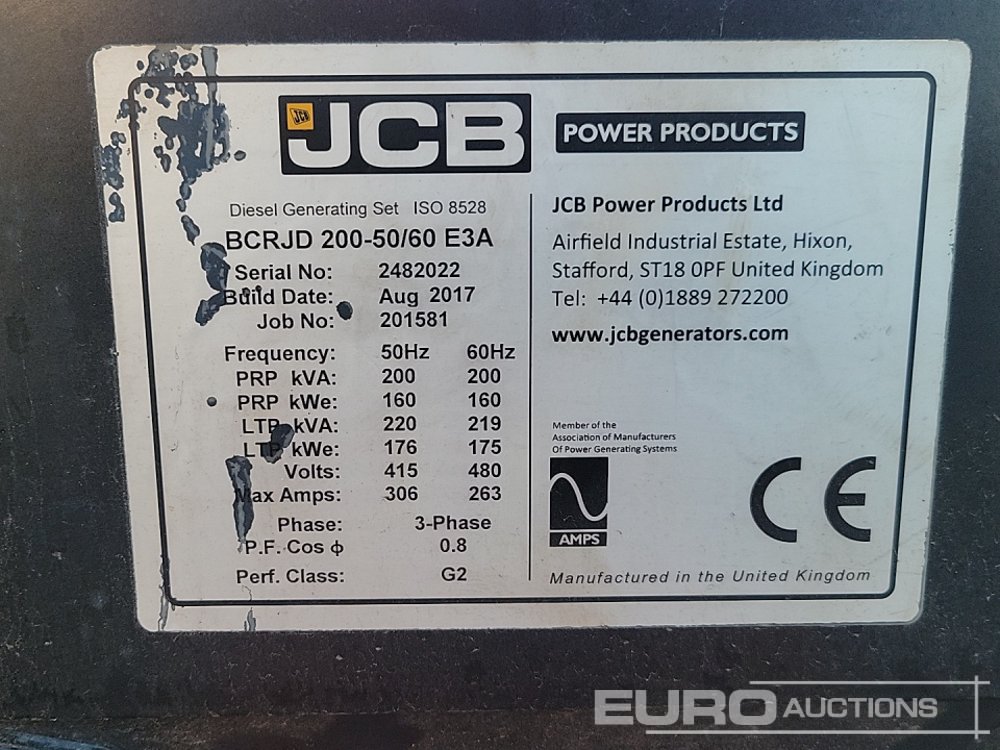 JCB
JCB
POWER PRODUCTS
Diesel Generating Set ISO 8528
BCRJD 200-50/60 E3A
Serial No: 2482022
Build Date: Aug 2017
Job No: 201581
Frequency: 50Hz 60Hz
PRP kVA: 200 200
PRP kWe: 160 160
LTP kVA: 220 219
LTP kWe: 176 175
Volts: 415 480
Max Amps: 306 263
Phase: 3-Phase
P.F. Cos ϕ 0.8
Perf. Class: G2
JCB Power Products Ltd
Airfield Industrial Estate, Hixon,
Stafford, ST18 0PF United Kingdom
Tel: +44 (0)1889 272200
www.jcbgenerators.com
Member of the
Association of Manufacturers
Of Power Generating Systems
AMPS
CE
Manufactured in the United Kingdom
EURO AUCTIONS